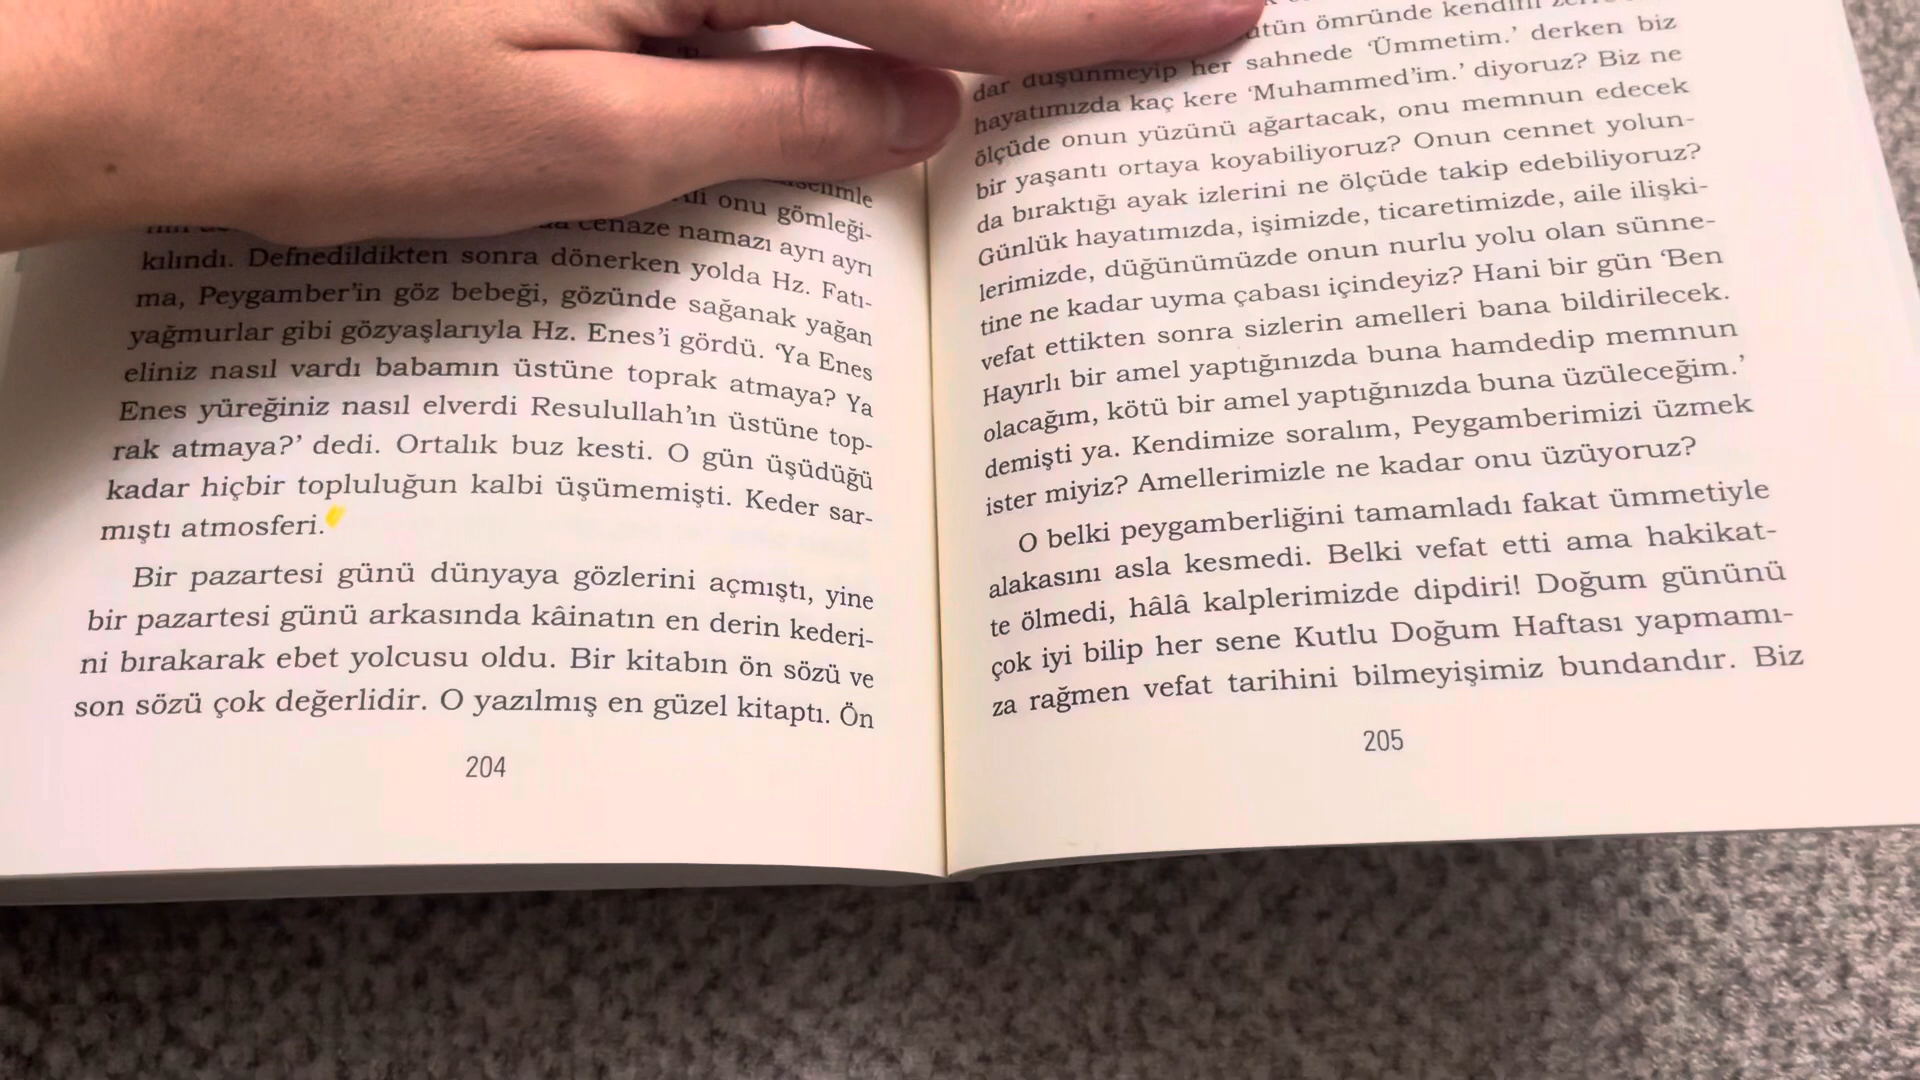 onu gömleği-
cenaze namazı ayrı ayrı
kılındı. Defnedildikten sonra dönerken yolda Hz. Fatı-
ma, Peygamber’in göz bebeği, gözünde sağanak yağan
yağmurlar gibi gözyaşlarıyla Hz. Enes’i gördü. ‘Ya Enes
eliniz nasıl vardı babamın üstüne toprak atmaya? Ya
Enes yüreğiniz nasıl elverdi Resulullah’ın üstüne top-
rak atmaya?’ dedi. Ortalık buz kesti. O gün üşüdüğü
kadar hiçbir topluluğun kalbi üşümemişti. Keder sar-
mıştı atmosferi.
Bir pazartesi günü dünyaya gözlerini açmıştı, yine
bir pazartesi günü arkasında kâinatın en derin kederi-
ni bırakarak ebet yolcusu oldu. Bir kitabın ön sözü ve
son sözü çok değerlidir. O yazılmış en güzel kitaptı. Ön
204
ömründe kendini
dar düşünmeyip her sahnede ‘Ümmetim.’ derken biz
hayatımızda kaç kere ‘Muhammed’im.’ diyoruz? Biz ne
ölçüde onun yüzünü ağartacak, onu memnun edecek
bir yaşantı ortaya koyabiliyoruz? Onun cennet yolun-
da bıraktığı ayak izlerini ne ölçüde takip edebiliyoruz?
Günlük hayatımızda, işimizde, ticaretimizde, aile ilişki-
lerimizde, düğünümüzde onun nurlu yolu olan sünne-
tine ne kadar uyma çabası içindeyiz? Hani bir gün ‘Ben
vefat ettikten sonra sizlerin amelleri bana bildirilecek.
Hayırlı bir amel yaptığınızda buna hamdedip memnun
olacağım, kötü bir amel yaptığınızda buna üzüleceğim.’
demişti ya. Kendimize soralım, Peygamberimizi üzmek
ister miyiz? Amellerimizle ne kadar onu üzüyoruz?
O belki peygamberliğini tamamladı fakat ümmetiyle
alakasını asla kesmedi. Belki vefat etti ama hakikat-
te ölmedi, hâlâ kalplerimizde dipdiri! Doğum gününü
çok iyi bilip her sene Kutlu Doğum Haftası yapmamı-
za rağmen vefat tarihini bilmeyişimiz bundandır. Biz
205